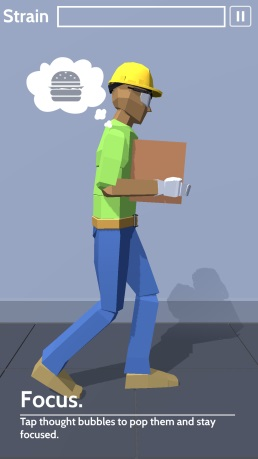 Strain
Focus.
Tap thought bubbles to pop them and stay
focused.